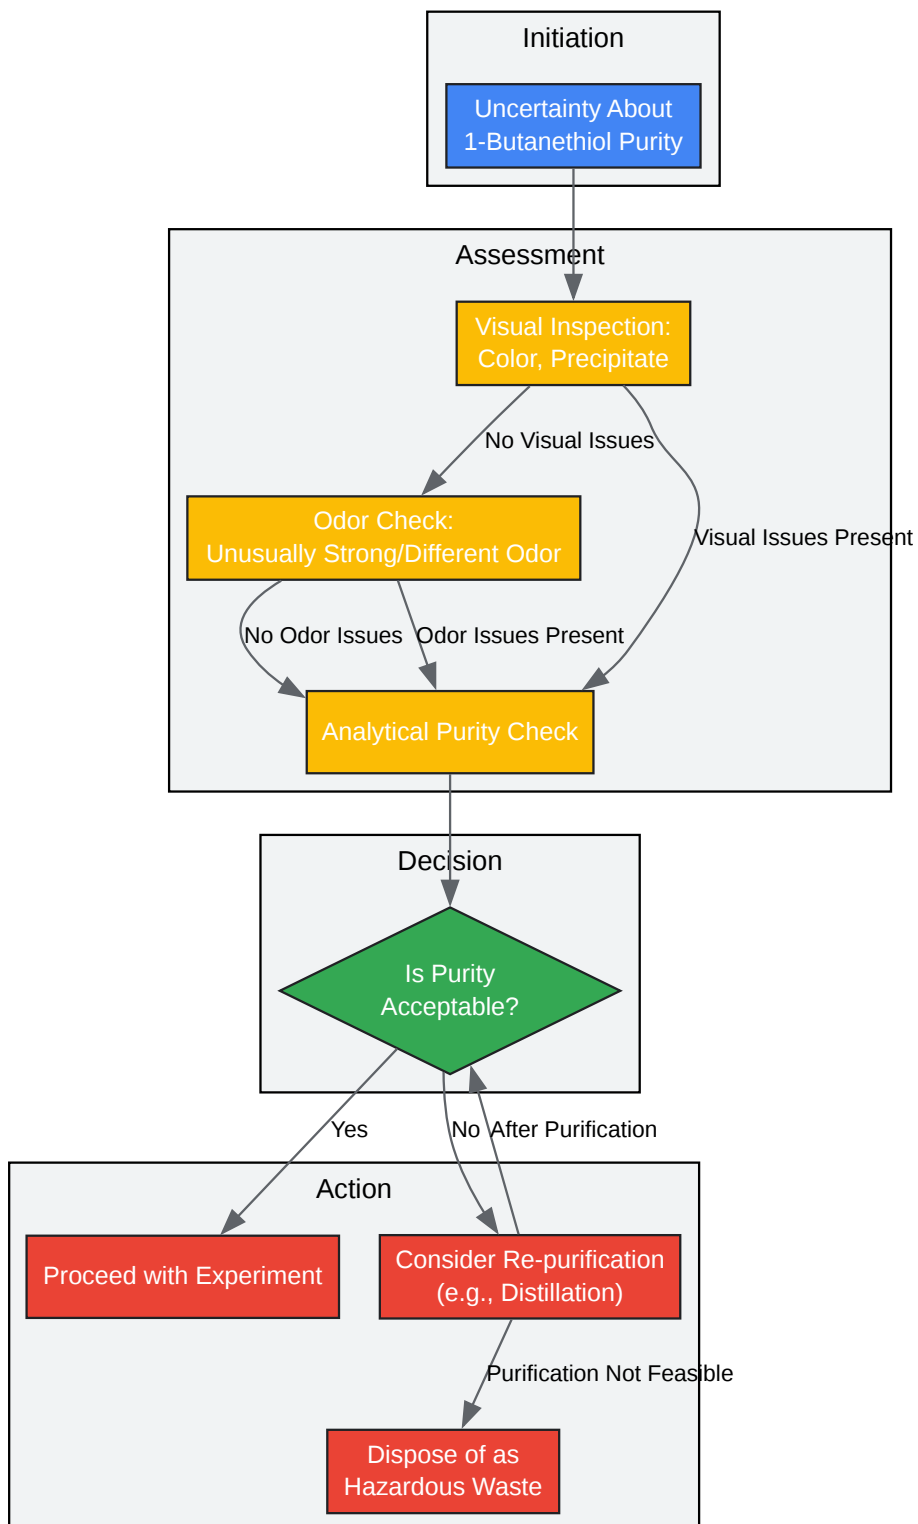 Initiation
Uncertainty About
1-Butanethiol Purity
Assessment
Visual Inspection:
Color, Precipitate
No Visual Issues
Odor Check:
Unusually Strong/Different Odor
Visual Issues Present
No Odor Issues
Odor Issues Present
Analytical Purity Check
Decision
Is Purity
Acceptable?
Yes
No
After Purification
Action
Proceed with Experiment
Consider Re-purification
(e.g., Distillation)
Purification Not Feasible
Dispose of as
Hazardous Waste